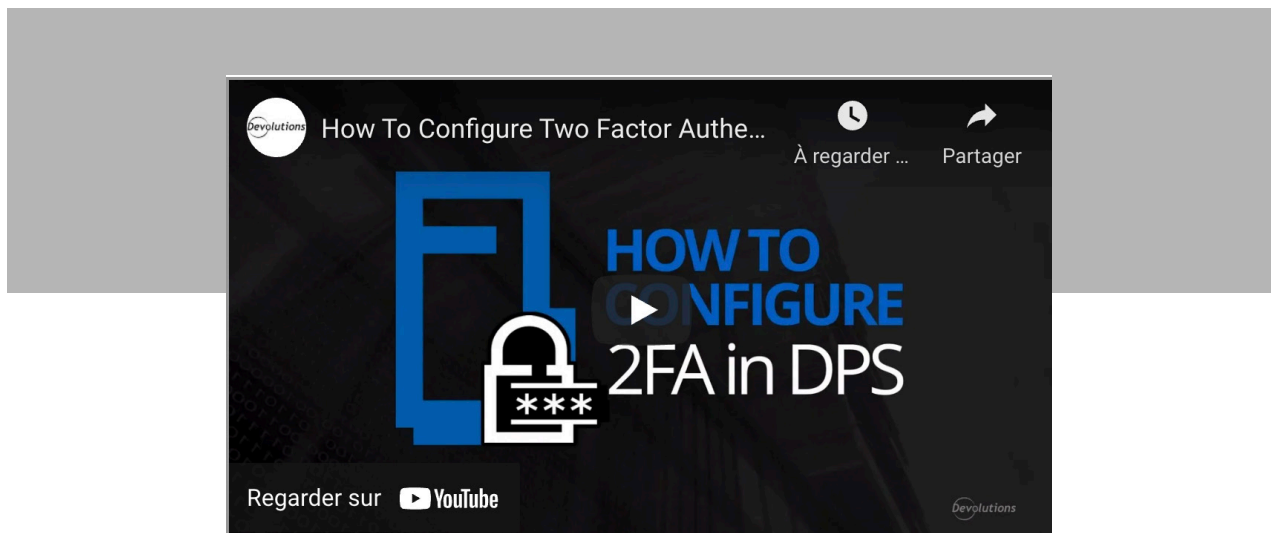 Devolutions
How To Configure Two Factor Authe...
À regarder ...
Partager
HOW TO
CONFIGURE
2FA in DPS
***
Regarder sur YouTube
Devolutions